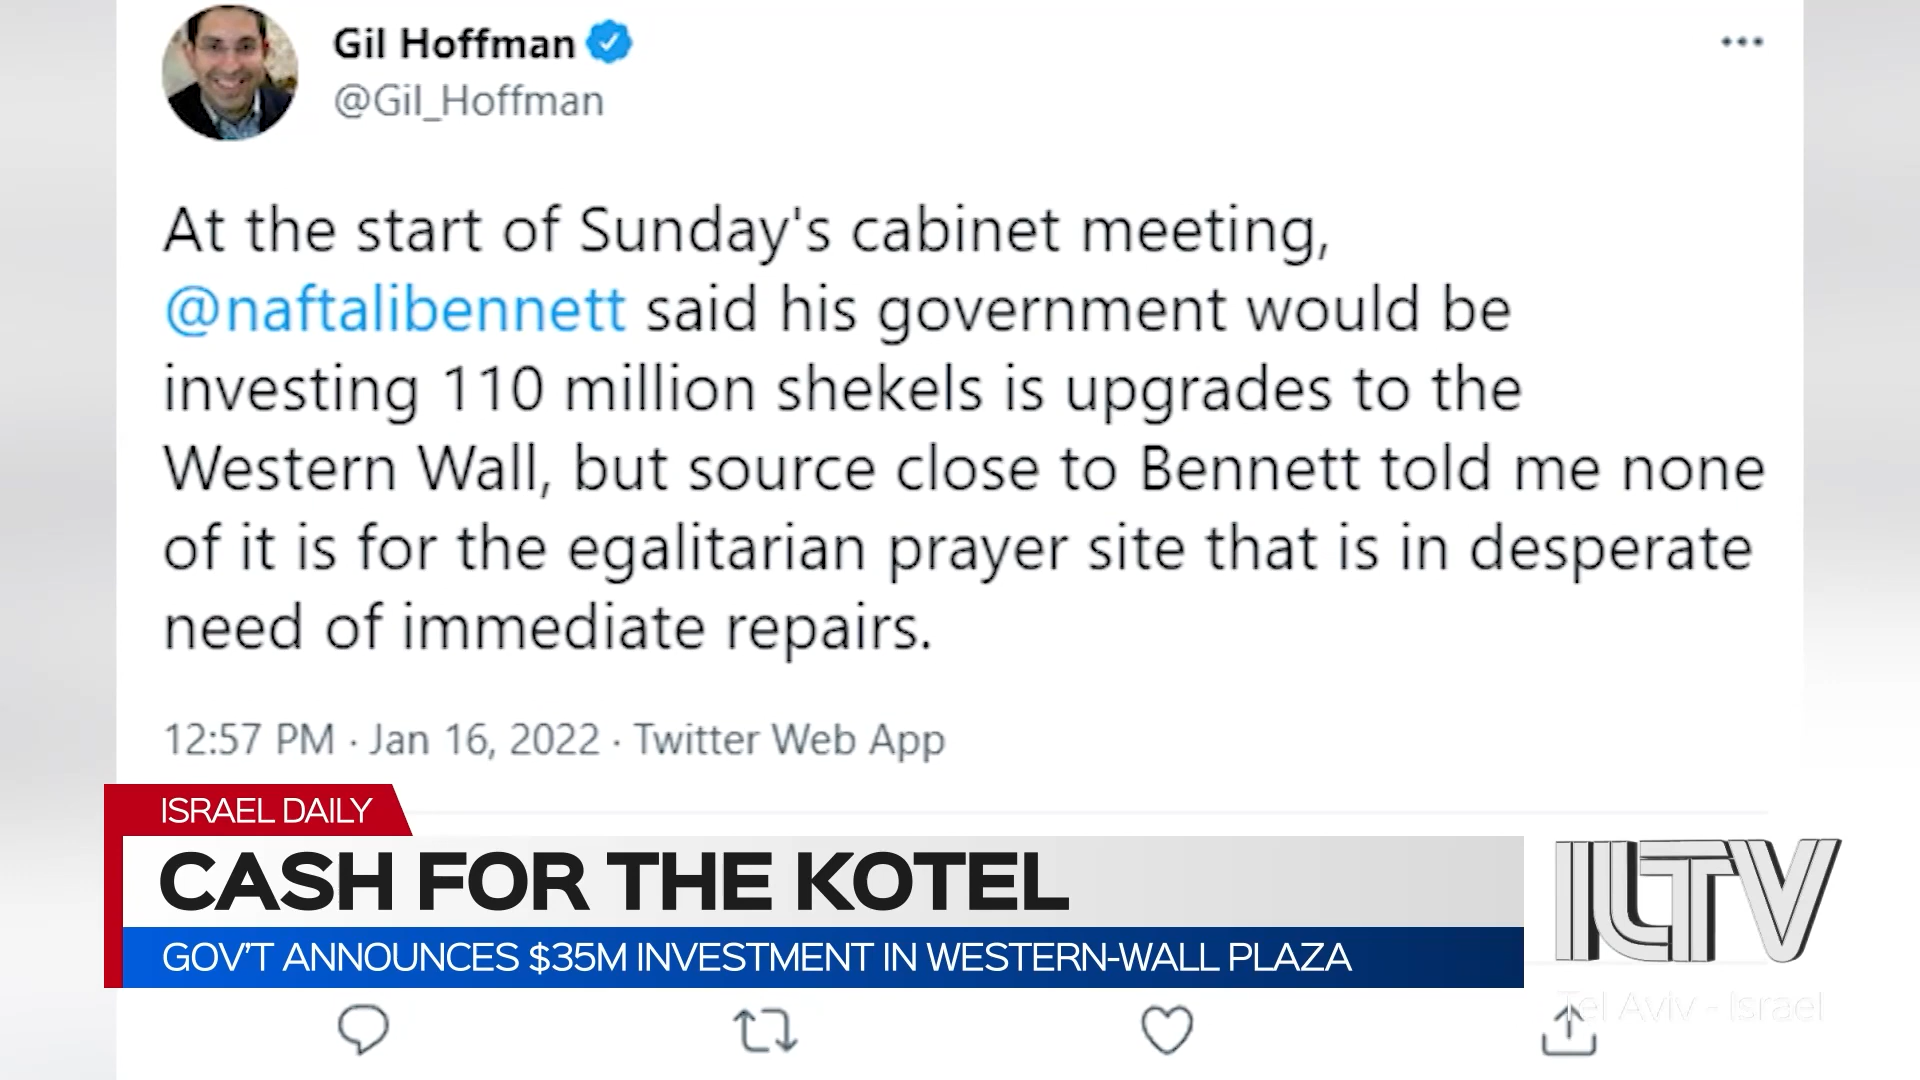 Gil Hoffman
@Gil_Hoffman
At the start of Sunday's cabinet meeting,
@naftalibennett said his government would be
investing 110 million shekels is upgrades to the
Western Wall, but source close to Bennett told me none
of it is for the egalitarian prayer site that is in desperate
need of immediate repairs.
12:57 PM · Jan 16, 2022 · Twitter Web App
ISRAEL DAILY
CASH FOR THE KOTEL
GOV'T ANNOUNCES $35M INVESTMENT IN WESTERN-WALL PLAZA
ILTV
Tel Aviv - Israel